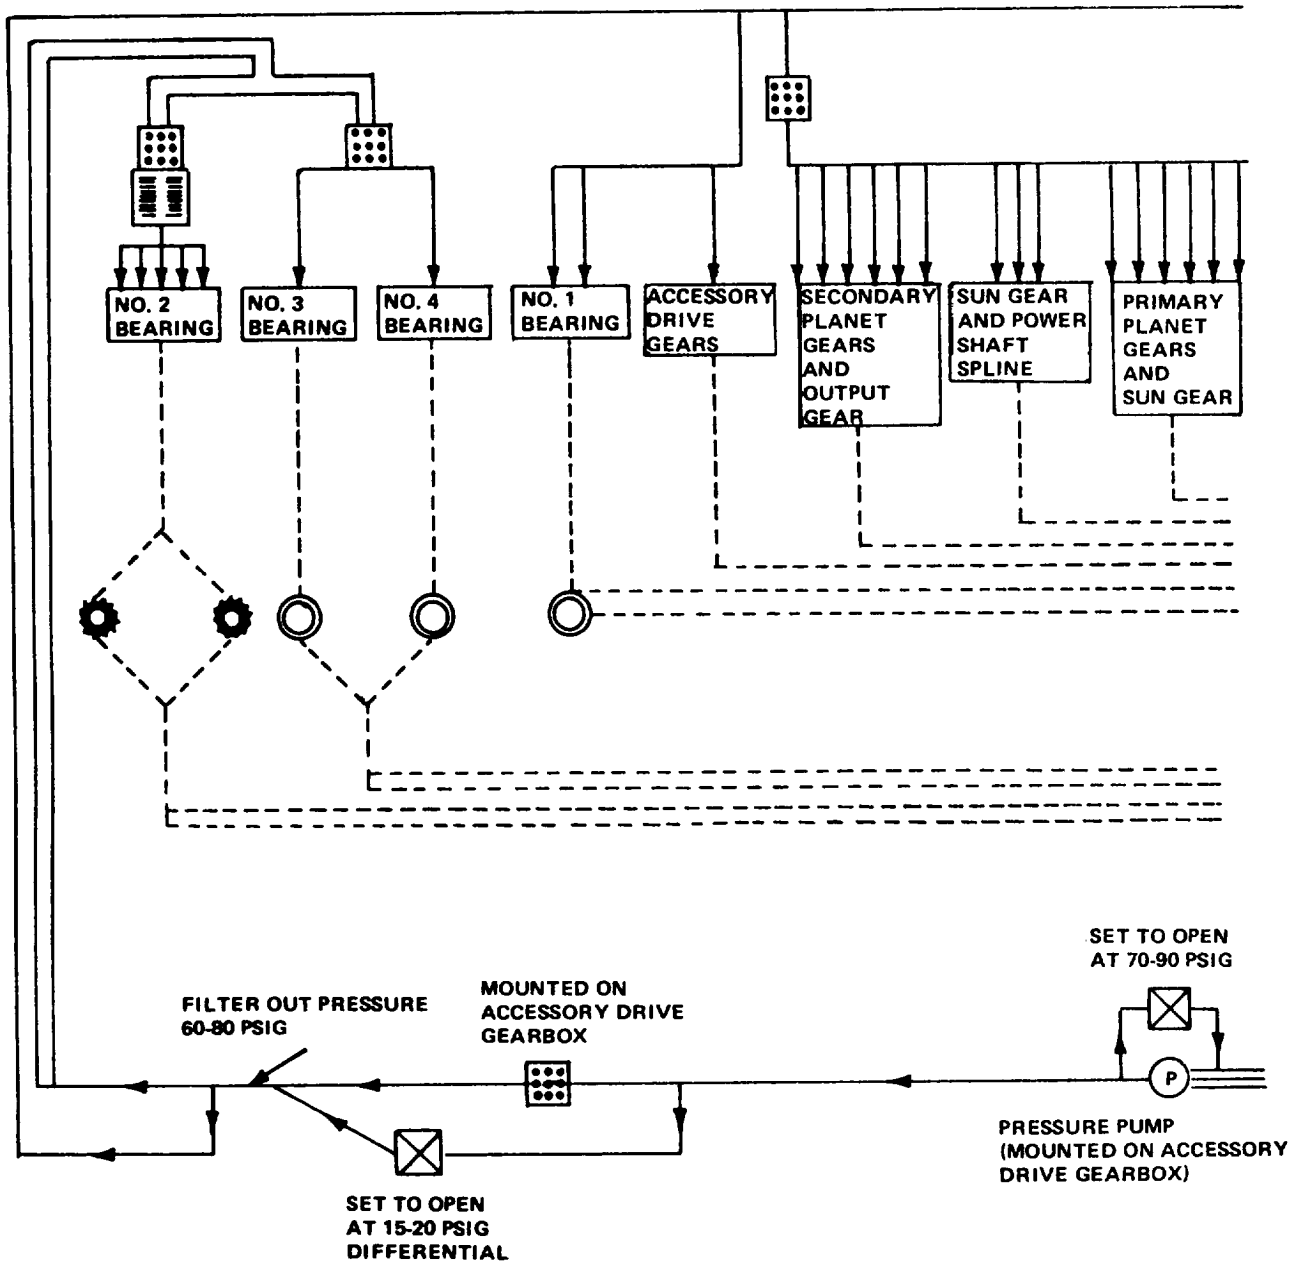 NO. 2
BEARING
NO. 3
BEARING
NO. 4
BEARING
NO. 1
BEARING
ACCESSORY
DRIVE
GEARS
SECONDARY
PLANET
GEARS
AND
OUTPUT
GEAR
SUN GEAR
AND POWER
SHAFT
SPLINE
PRIMARY
PLANET
GEARS
AND
SUN GEAR
SET TO OPEN
AT 70-90 PSIG
FILTER OUT PRESSURE
60-80 PSIG
MOUNTED ON
ACCESSORY DRIVE
GEARBOX
P
PRESSURE PUMP
(MOUNTED ON ACCESSORY
DRIVE GEARBOX)
SET TO OPEN
AT 15-20 PSIG
DIFFERENTIAL